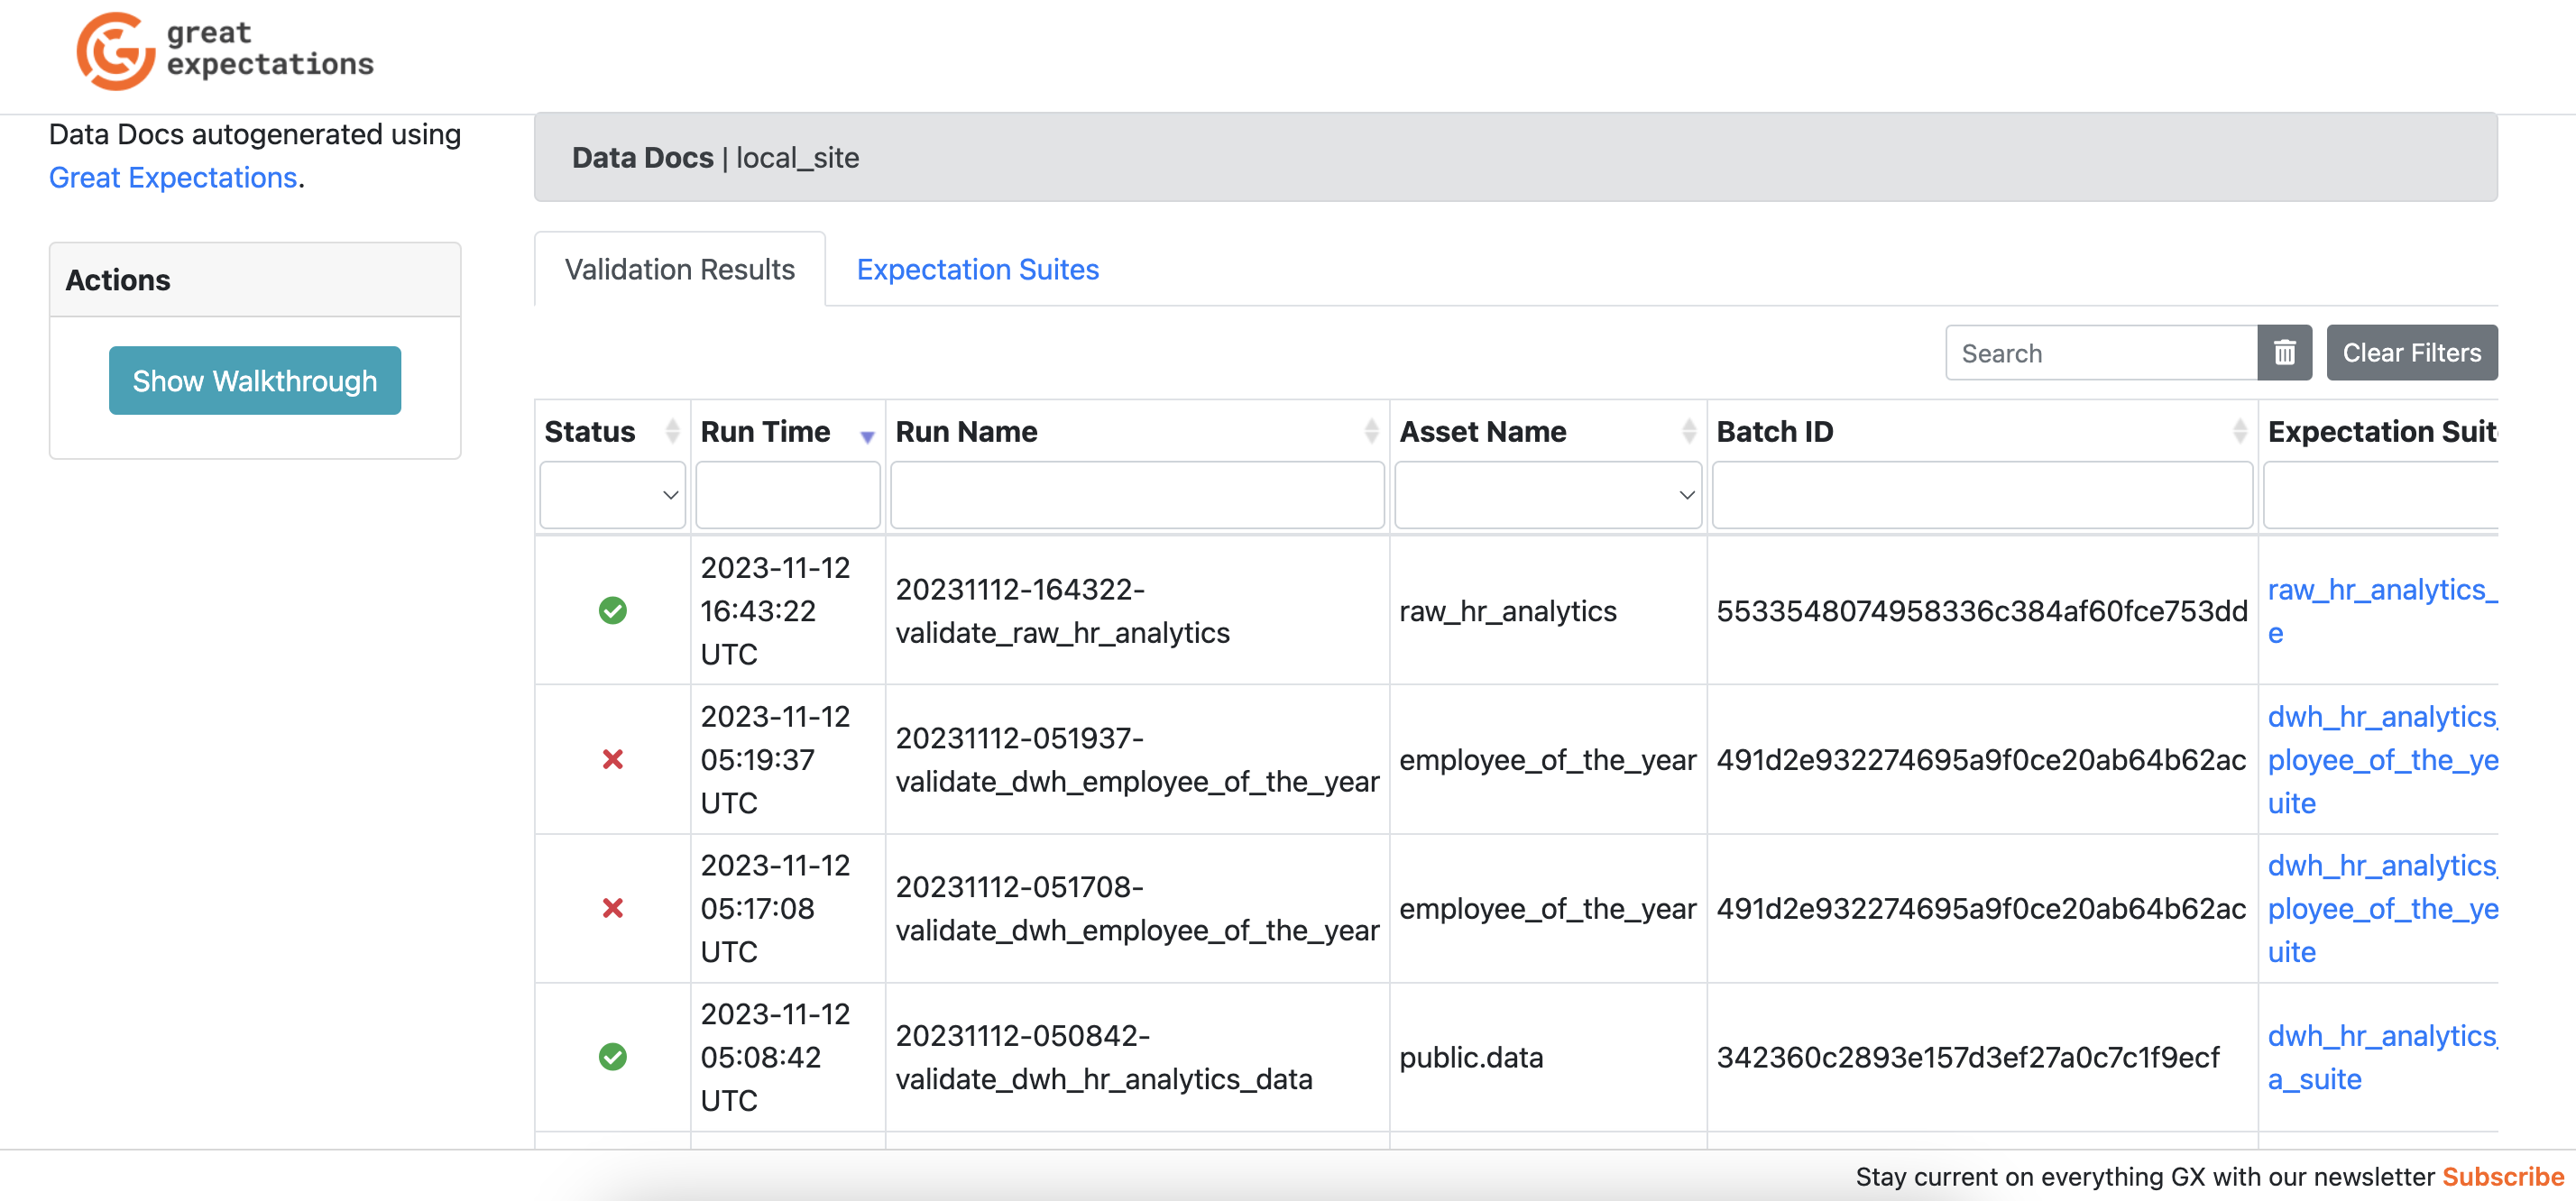 great
expectations
Data Docs autogenerated using
Great Expectations.
Actions
Show Walkthrough
Data Docs | local_site
Validation Results
Expectation Suites
Search
Clear Filters
Status
Run Time
Run Name
Asset Name
Batch ID
Expectation Suit
2023-11-12
16:43:22
UTC
20231112-164322-
validate_raw_hr_analytics
raw_hr_analytics
5533548074958336c384af60fce753dd
raw_hr_analytics_
e
2023-11-12
05:19:37
UTC
20231112-051937-
validate_dwh_employee_of_the_year
employee_of_the_year
491d2e932274695a9f0ce20ab64b62ac
dwh_hr_analytics_
ployee_of_the_ye
uite
2023-11-12
05:17:08
UTC
20231112-051708-
validate_dwh_employee_of_the_year
employee_of_the_year
491d2e932274695a9f0ce20ab64b62ac
dwh_hr_analytics_
ployee_of_the_ye
uite
2023-11-12
05:08:42
UTC
20231112-050842-
validate_dwh_hr_analytics_data
public.data
342360c2893e157d3ef27a0c7c1f9ecf
dwh_hr_analytics_
a_suite
Stay current on everything GX with our newsletter Subscribe